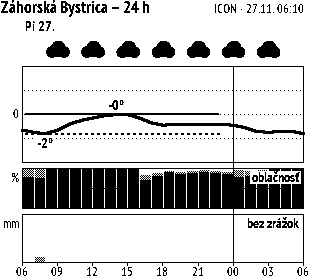 Záhorská Bystrica – 24 h ICON · 27.11. 06:10
Pi 27.
-0°
0
-2°
% oblačnosť
mm bez zrážok
06 09 12 15 18 21 00 03 06